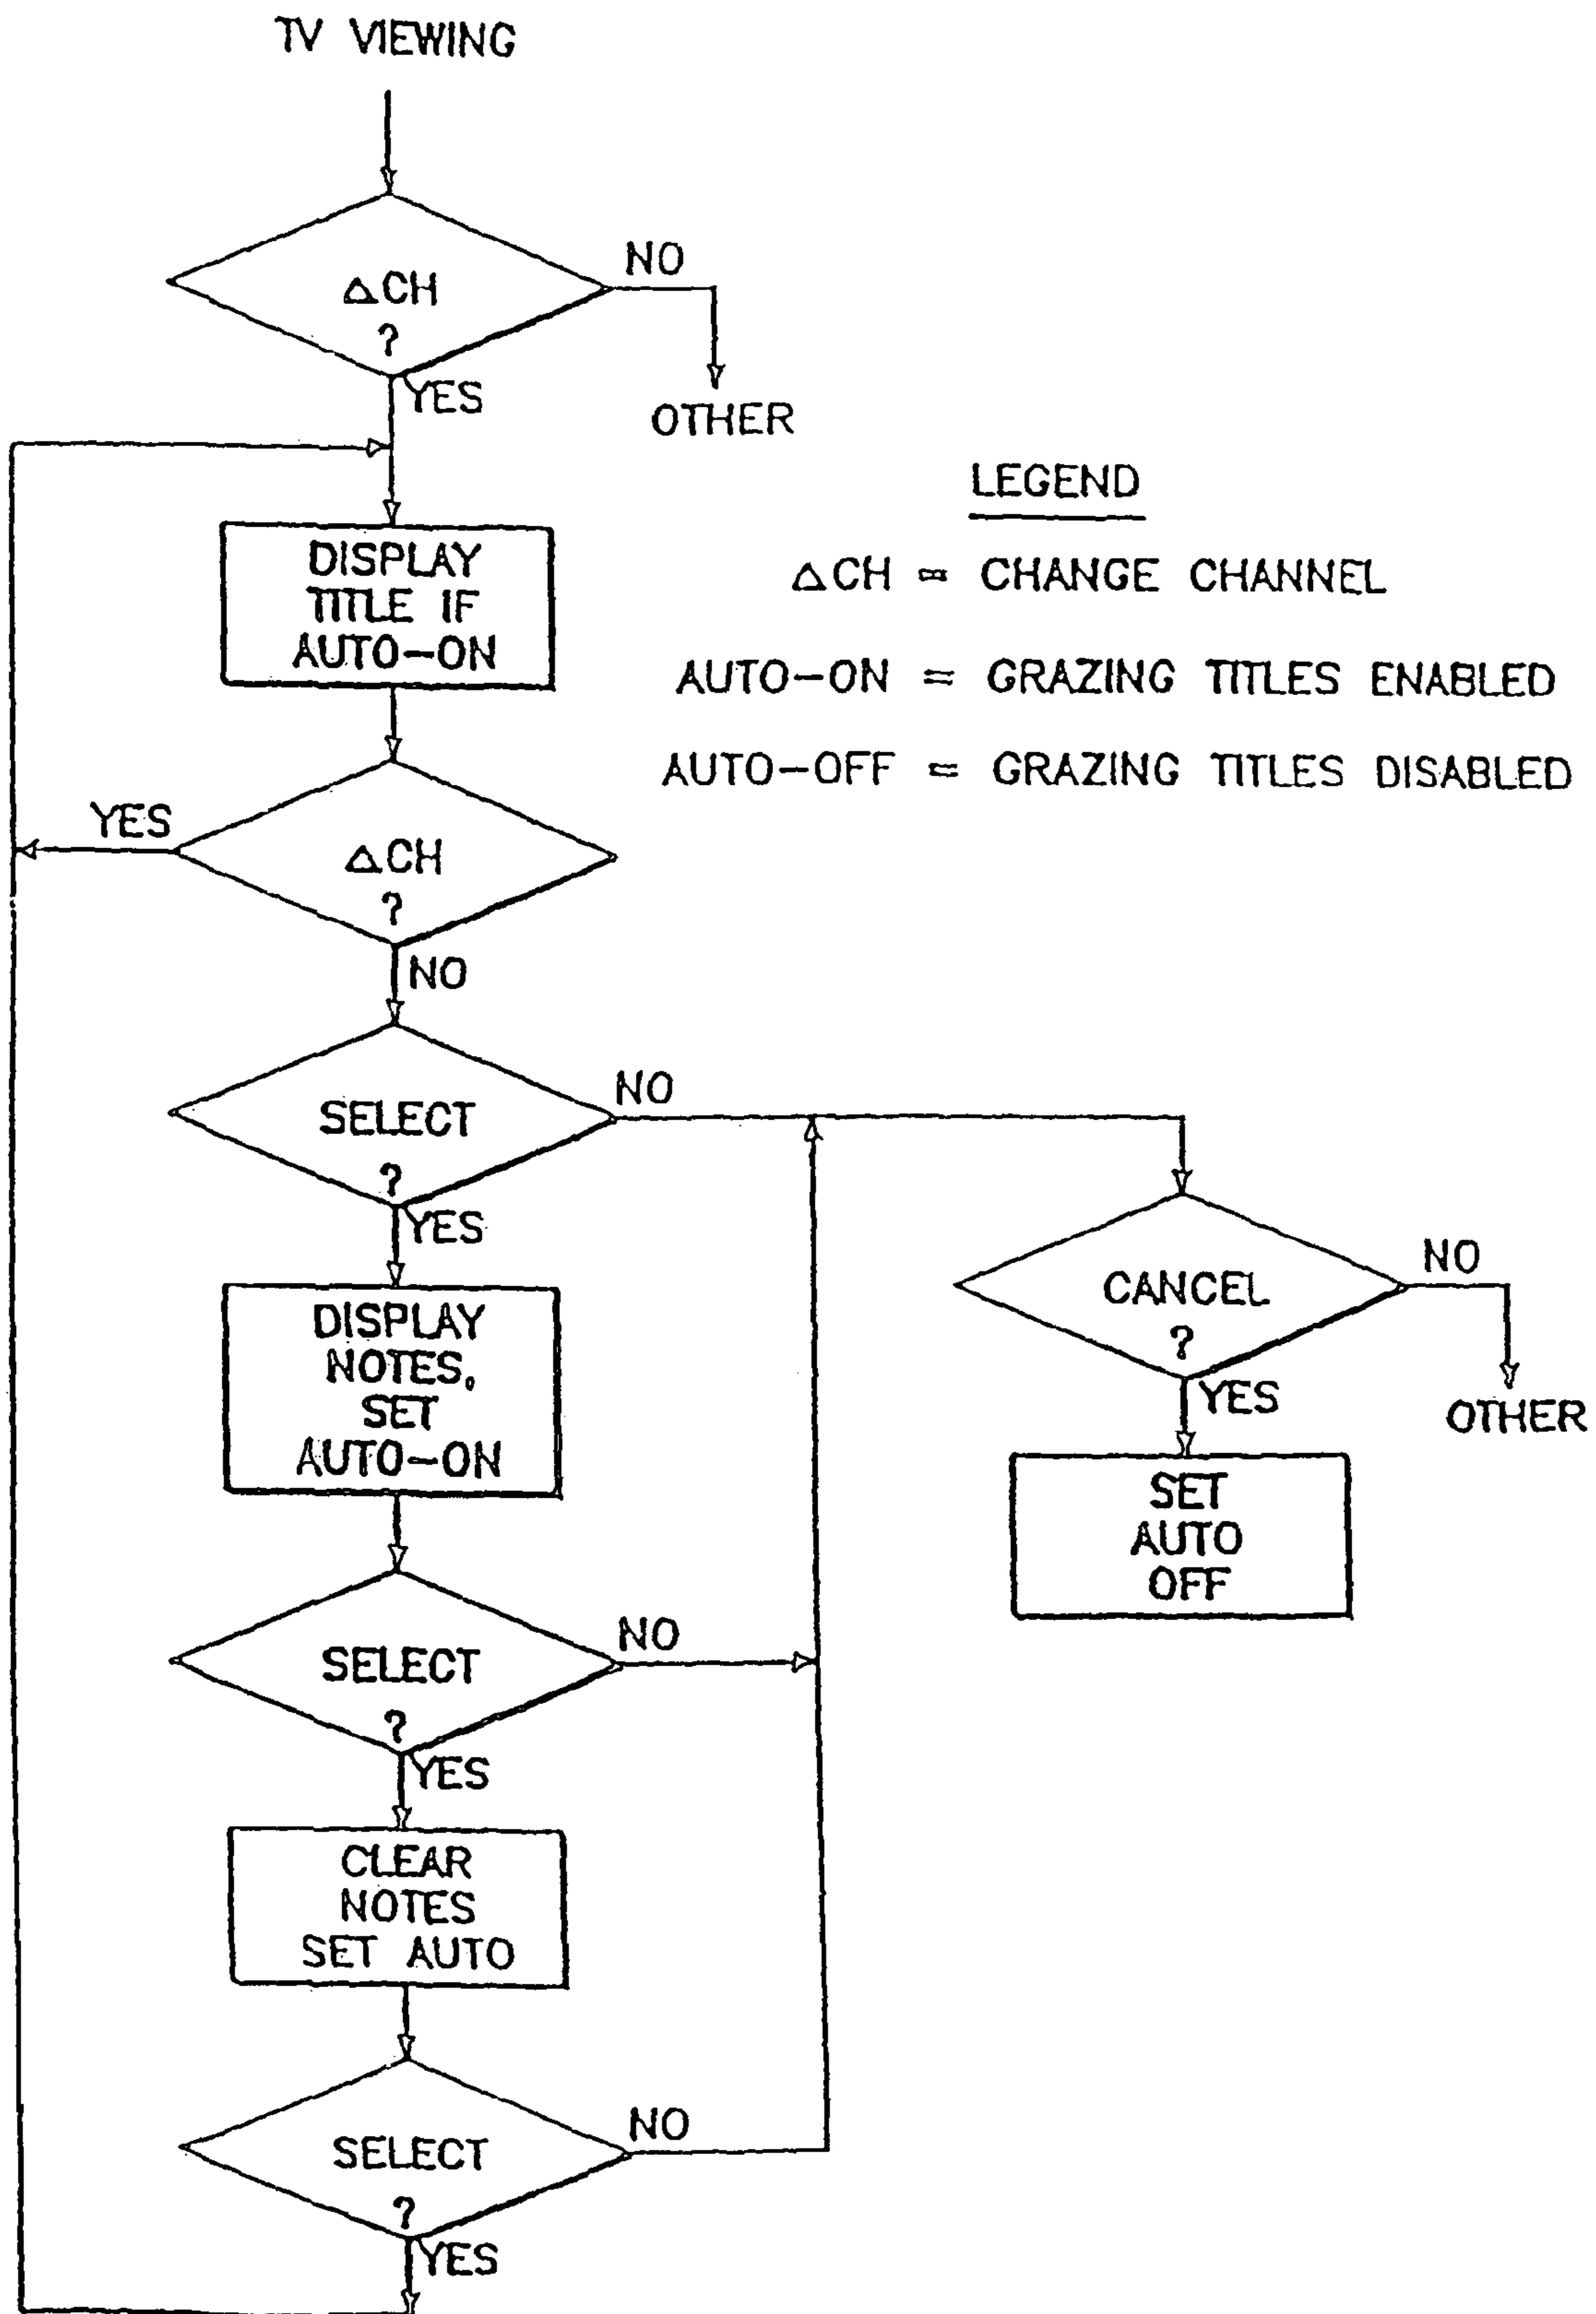 TV VIEWING
ΔCH
?
NO
YES
OTHER
LEGEND
ΔCH = CHANGE CHANNEL
AUTO-ON = GRAZING TITLES ENABLED
AUTO-OFF = GRAZING TITLES DISABLED
DISPLAY
TITLE IF
AUTO-ON
YES
ΔCH
?
NO
SELECT
?
NO
YES
CANCEL
?
NO
YES
OTHER
SET
AUTO
OFF
DISPLAY
NOTES,
SET
AUTO-ON
SELECT
?
NO
YES
CLEAR
NOTES
SET AUTO
SELECT
?
NO
YES